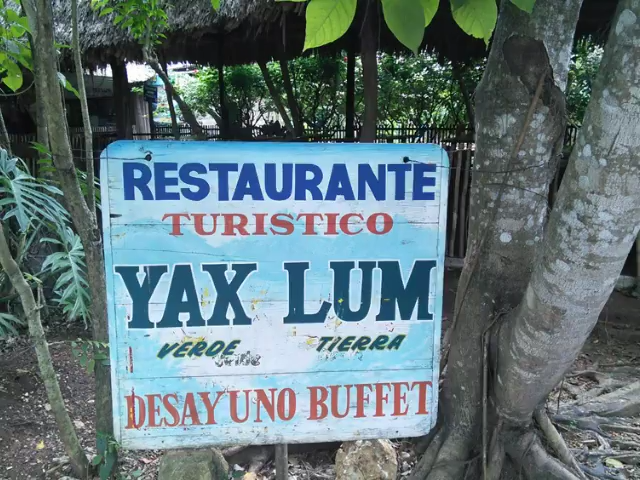 RESTAURANTE
TURISTICO
YAX LUM
VERDE TIERRA
DESAYUNO BUFFET